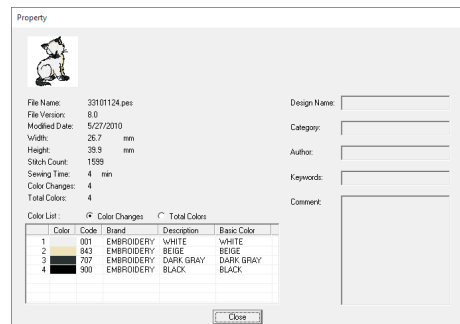 Property
File Name: 33101124.pes
File Version: 8.0
Modified Date: 5/27/2010
Width: 26.7 mm
Height: 39.9 mm
Stitch Count: 1599
Sewing Time: 4 min
Color Changes: 4
Total Colors: 4
Color List : Color Changes Total Colors
Color Code Brand Description Basic Color
1 001 EMBROIDERY WHITE WHITE
2 843 EMBROIDERY BEIGE BEIGE
3 707 EMBROIDERY DARK GRAY DARK GRAY
4 900 EMBROIDERY BLACK BLACK
Design Name:
Category:
Author:
Keywords:
Comment:
Close